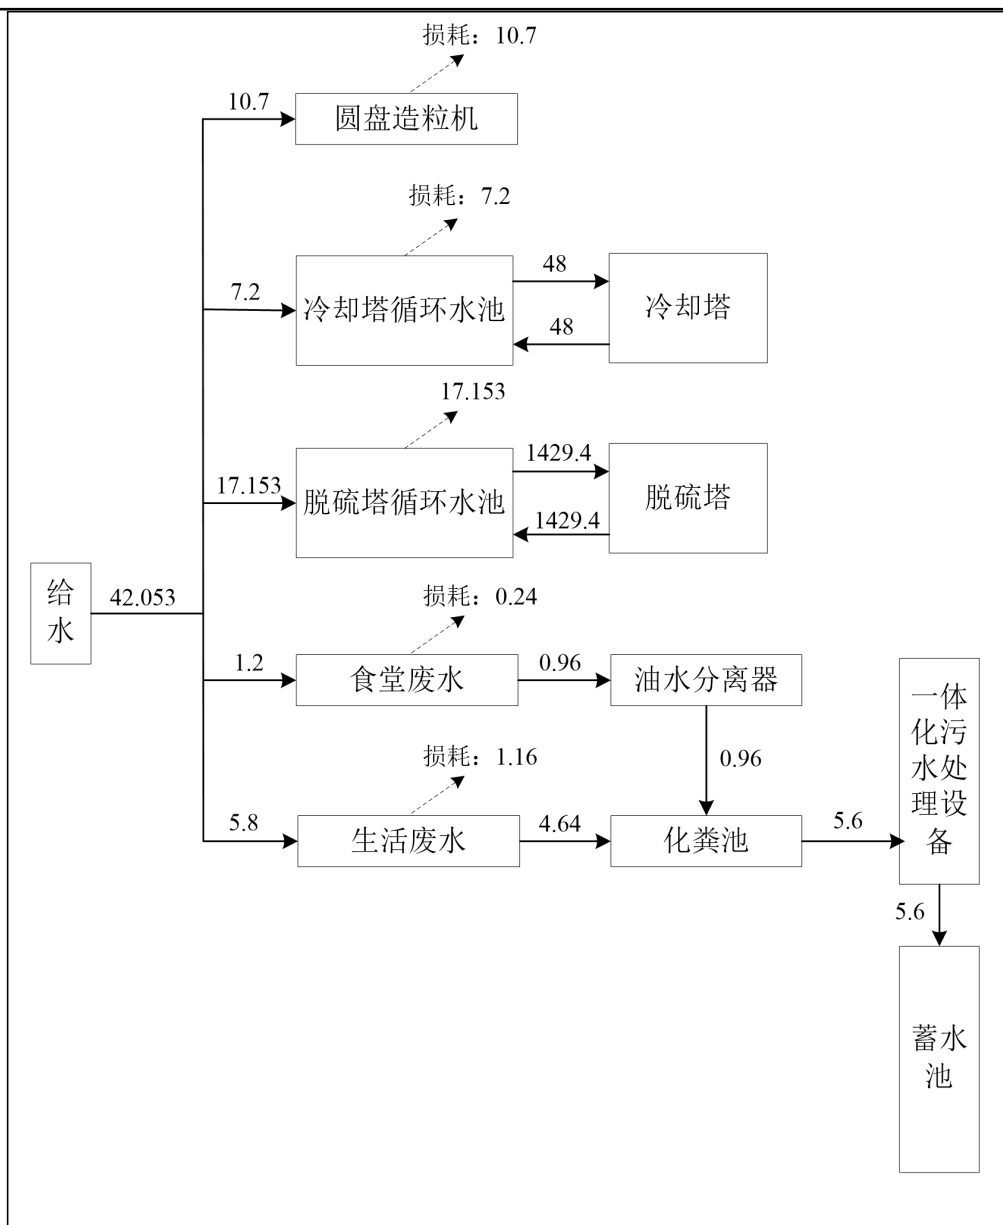 损耗：10.7
10.7
圆盘造粒机
损耗：7.2
7.2
冷却塔循环水池
48
48
冷却塔
17.153
17.153
脱硫塔循环水池
1429.4
1429.4
脱硫塔
给
水
42.053
损耗：0.24
1.2
食堂废水
0.96
油水分离器
0.96
损耗：1.16
5.8
生活废水
4.64
化粪池
5.6
一体
化污
水处
理设
备
5.6
蓄水
池